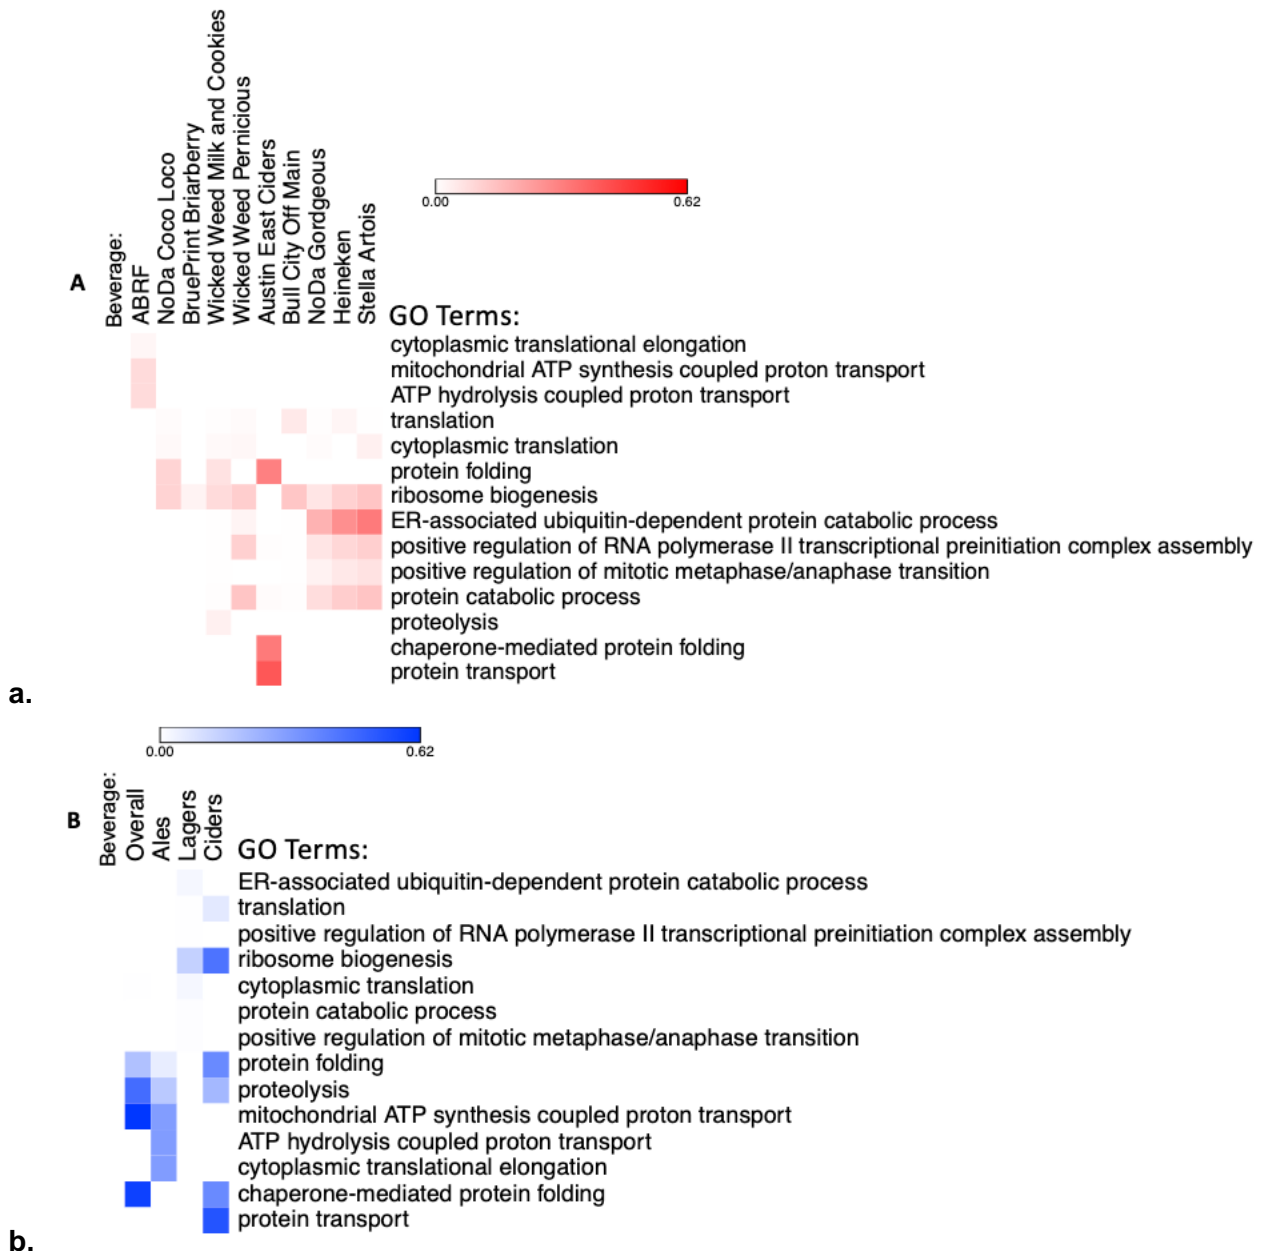 A
Beverage:
ABRF
NoDa Coco Loco
BruePrint Briarberry
Wicked Weed Milk and Cookies
Wicked Weed Pernicious
Austin East Ciders
Bull City Off Main
NoDa Gordgeous
Heineken
Stella Artois
0.00 0.62
GO Terms:
cytoplasmic translational elongation
mitochondrial ATP synthesis coupled proton transport
ATP hydrolysis coupled proton transport
translation
cytoplasmic translation
protein folding
ribosome biogenesis
ER-associated ubiquitin-dependent protein catabolic process
positive regulation of RNA polymerase II transcriptional preinitiation complex assembly
positive regulation of mitotic metaphase/anaphase transition
protein catabolic process
proteolysis
chaperone-mediated protein folding
protein transport
a.
0.00 0.62
B
Beverage:
Overall
Ales
Lagers
Ciders
GO Terms:
ER-associated ubiquitin-dependent protein catabolic process
translation
positive regulation of RNA polymerase II transcriptional preinitiation complex assembly
ribosome biogenesis
cytoplasmic translation
protein catabolic process
positive regulation of mitotic metaphase/anaphase transition
protein folding
proteolysis
mitochondrial ATP synthesis coupled proton transport
ATP hydrolysis coupled proton transport
cytoplasmic translational elongation
chaperone-mediated protein folding
protein transport
b.